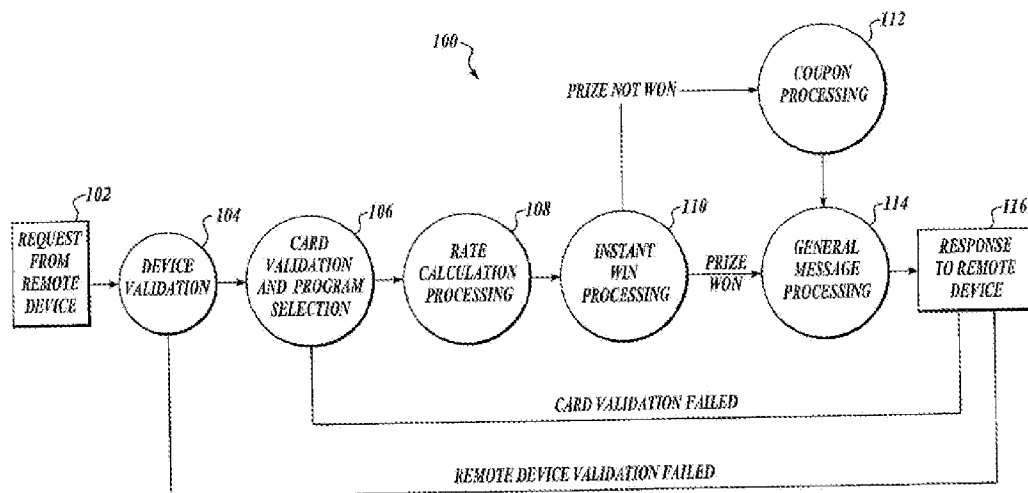 100
112
COUPON
PROCESSING
PRIZE NOT WON
102
REQUEST
FROM
REMOTE
DEVICE
104
DEVICE
VALIDATION
106
CARD
VALIDATION
AND PROGRAM
SELECTION
108
RATE
CALCULATION
PROCESSING
110
INSTANT
WIN
PROCESSING
PRIZE
WON
114
GENERAL
MESSAGE
PROCESSING
116
RESPONSE
TO REMOTE
DEVICE
CARD VALIDATION FAILED
REMOTE DEVICE VALIDATION FAILED